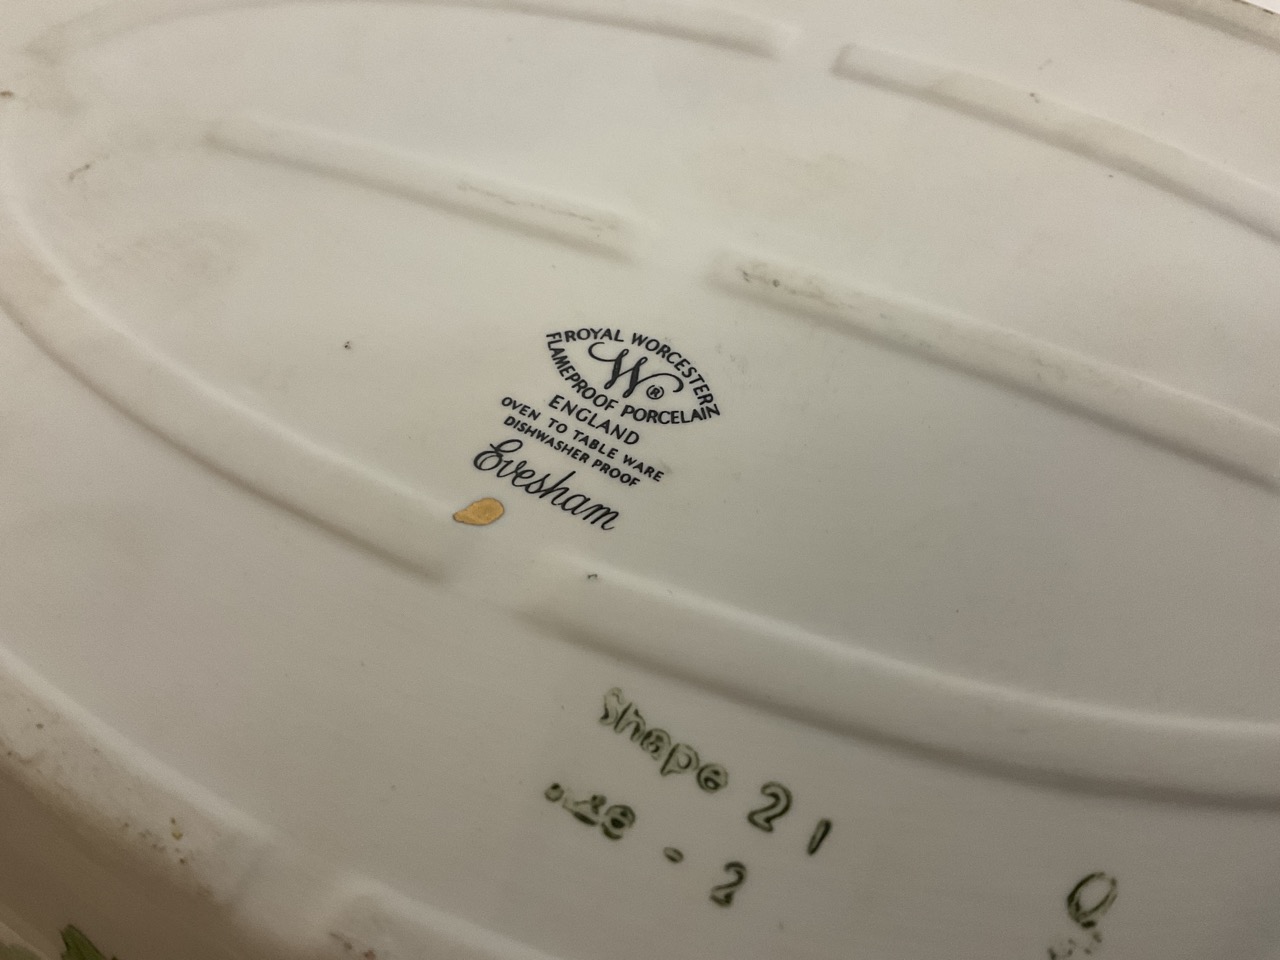 ROYAL WORCESTER
W®
FLAMEPROOF PORCELAIN
ENGLAND
OVEN TO TABLE WARE
DISHWASHER PROOF
Evesham
Shape 21
- 2